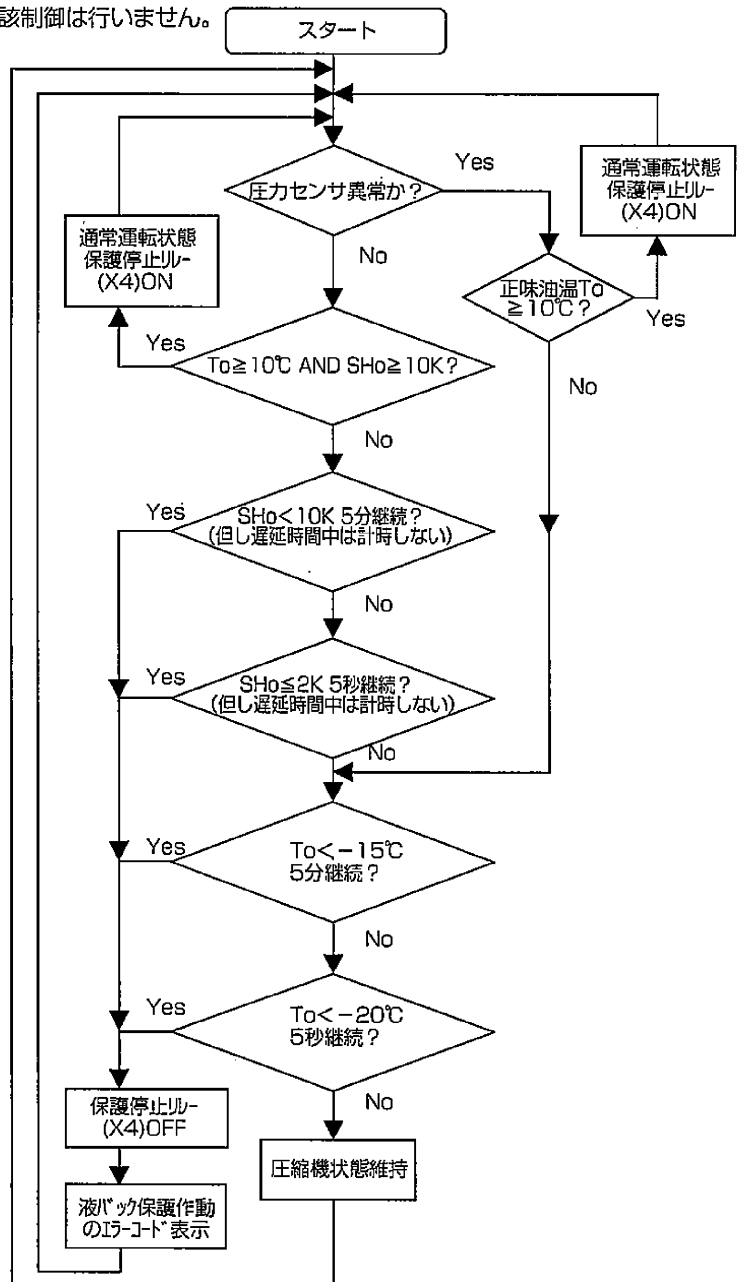 該制御は行いません。
スタート
圧力センサ異常か？
Yes
No
通常運転状態
保護停止リレー
(X4)ON
通常運転状態
保護停止リレー
(X4)ON
正味油温To
≧10℃？
Yes
No
Yes
To≧10℃ AND SHo≧10K？
No
Yes
SHo＜10K 5分継続？
(但し遅延時間中は計時しない)
No
Yes
SHo≦2K 5秒継続？
(但し遅延時間中は計時しない)
No
Yes
To＜－15℃
5分継続？
No
Yes
To＜－20℃
5秒継続？
No
保護停止リレー
(X4)OFF
圧縮機状態維持
液バック保護作動
のエラーコード表示